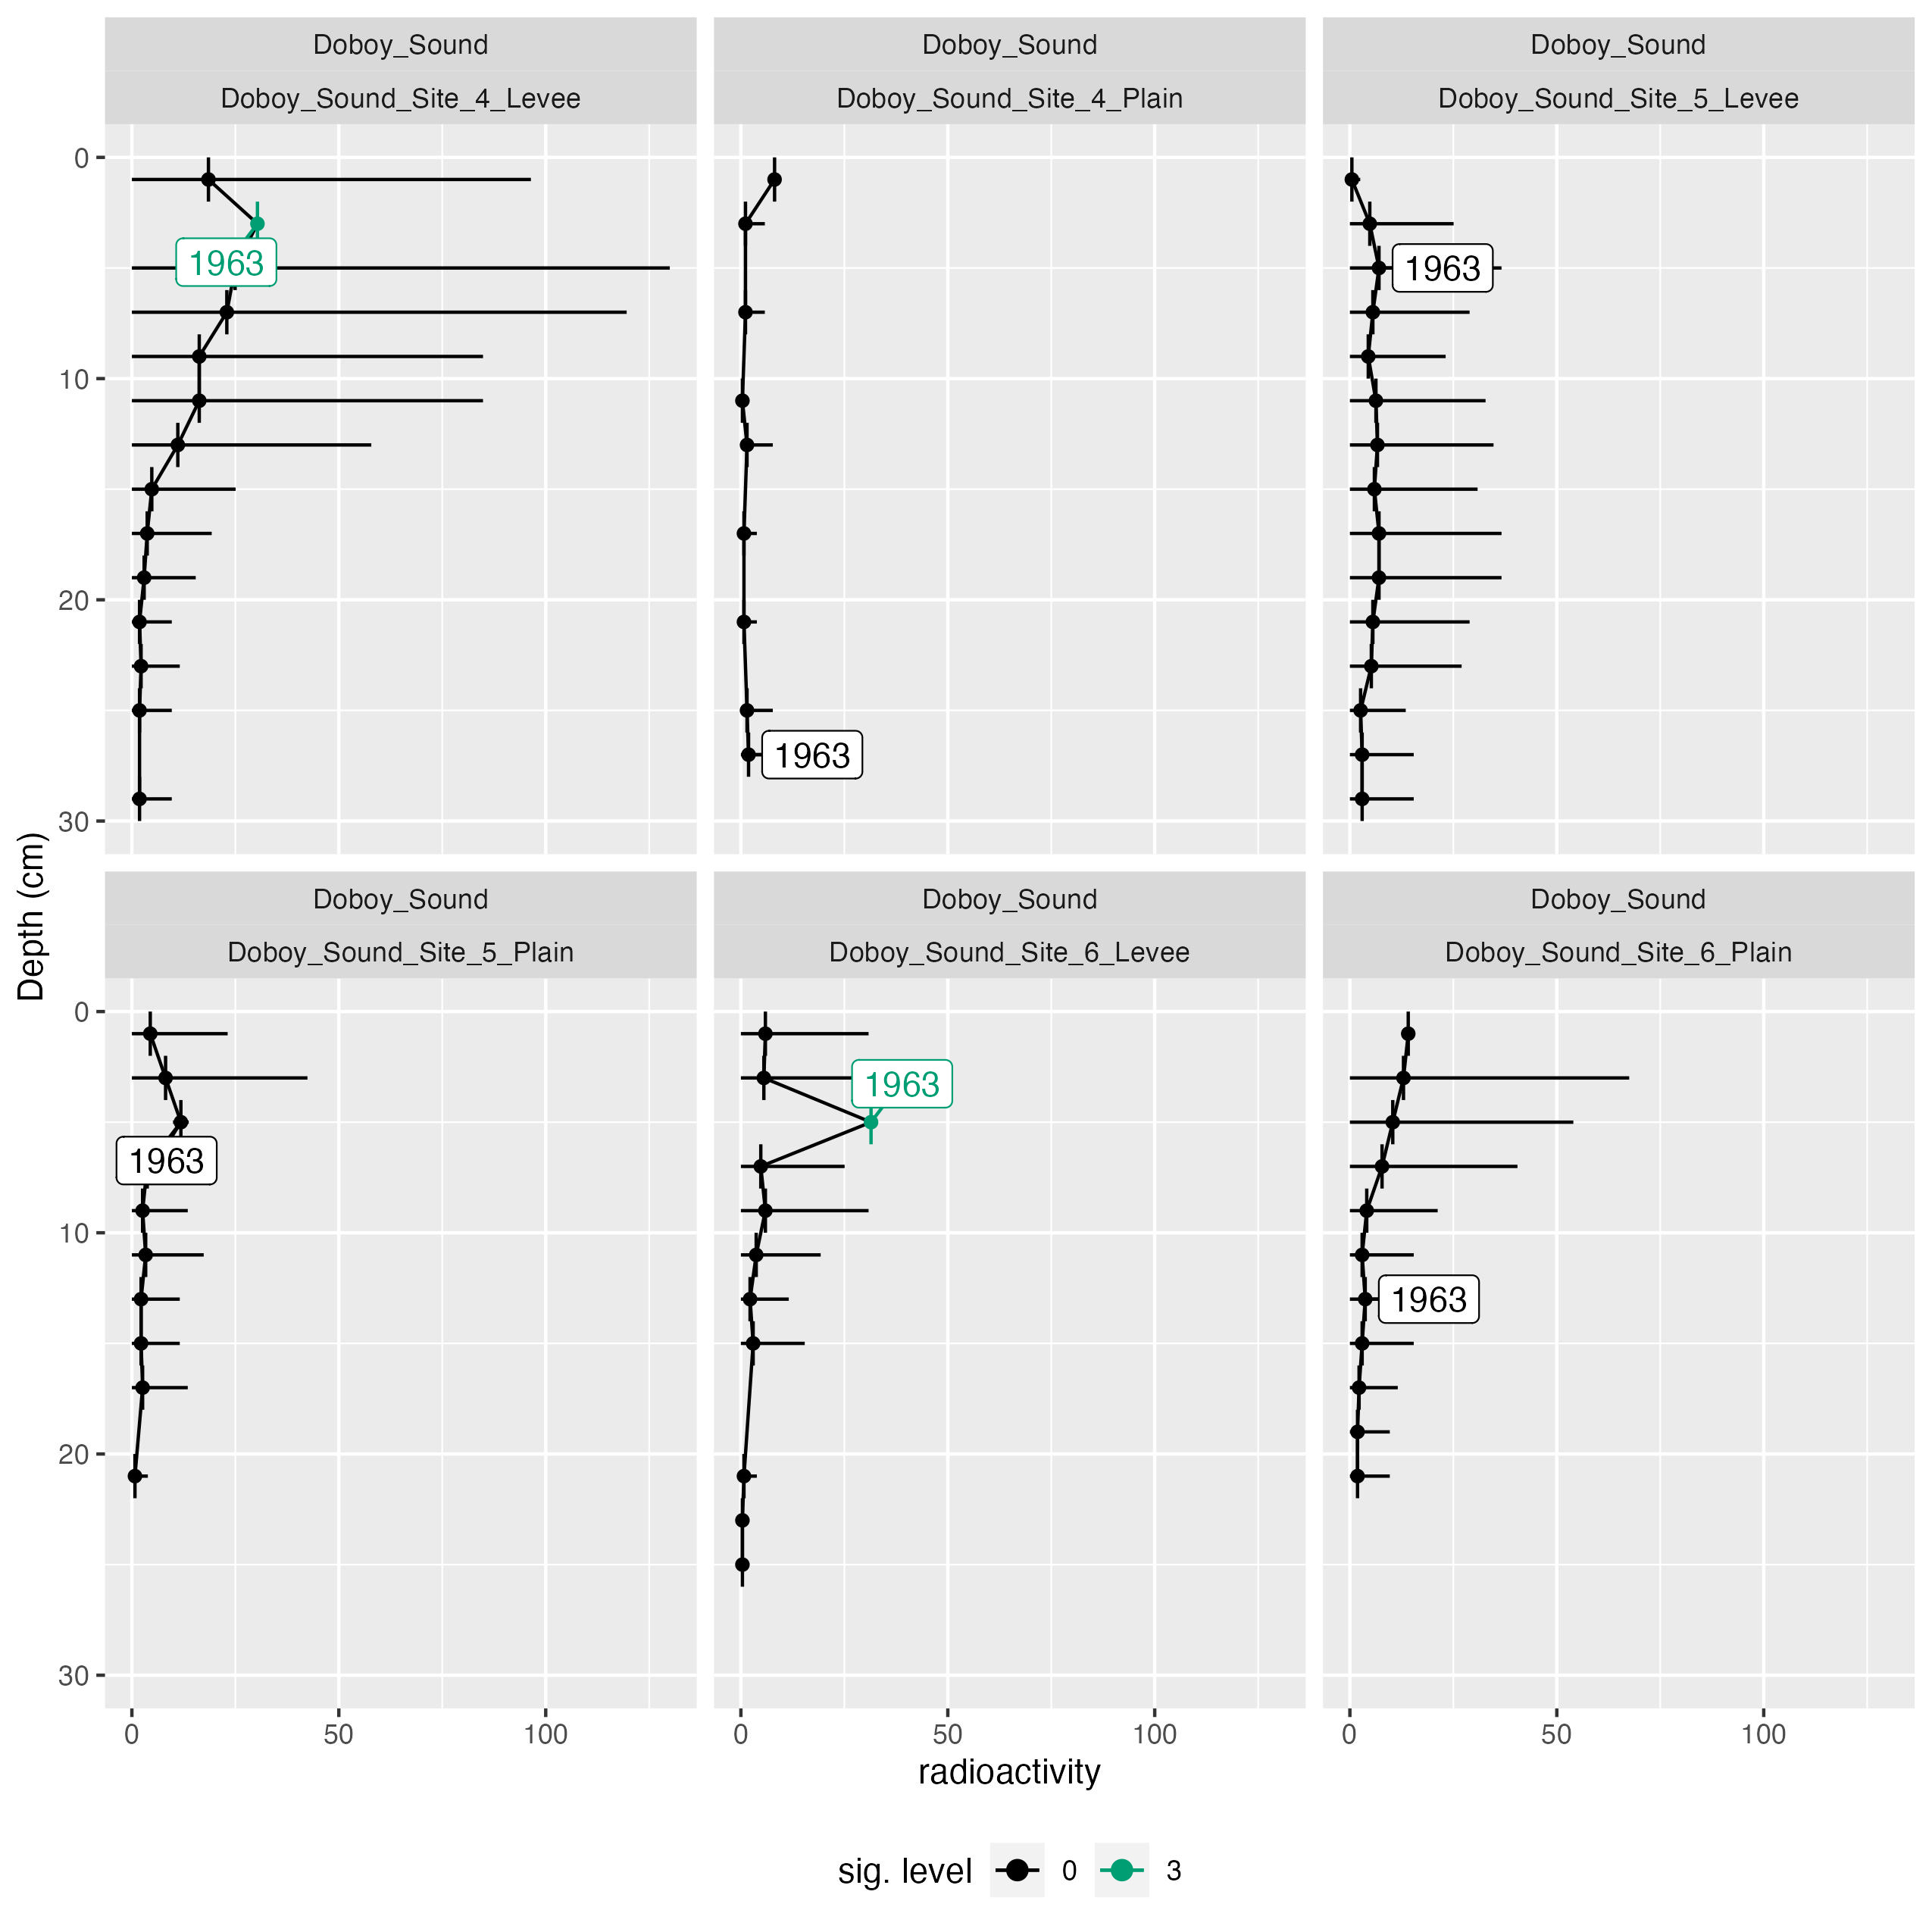 Doboy_Sound Doboy_Sound Doboy_Sound
Doboy_Sound_Site_4_Levee Doboy_Sound_Site_4_Plain Doboy_Sound_Site_5_Levee
0
1963 1963
10
20
1963
30
Depth (cm)
Doboy_Sound Doboy_Sound Doboy_Sound
Doboy_Sound_Site_5_Plain Doboy_Sound_Site_6_Levee Doboy_Sound_Site_6_Plain
0
1963
1963
10
1963
20
30
0 50 100 0 50 100 0 50 100
radioactivity
sig. level 0 3